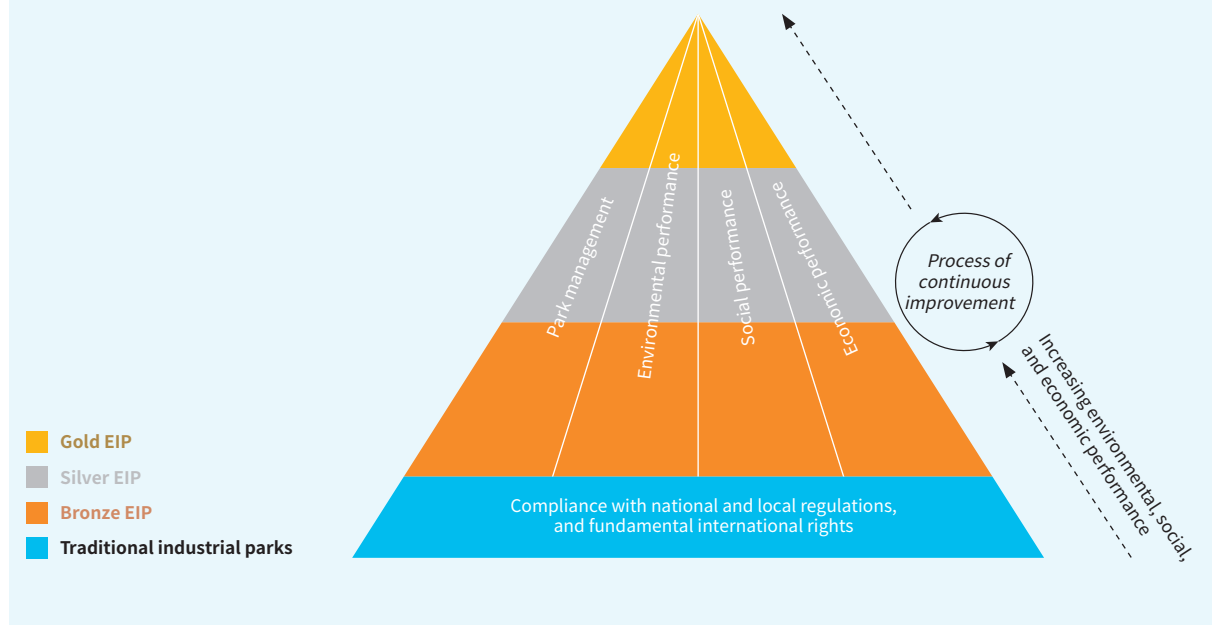 Park management
Environmental performance
Social performance
Economic performance
Process of
continuous
improvement
Increasing environmental, social,
and economic performance
Gold EIP
Silver EIP
Bronze EIP
Traditional industrial parks
Compliance with national and local regulations,
and fundamental international rights